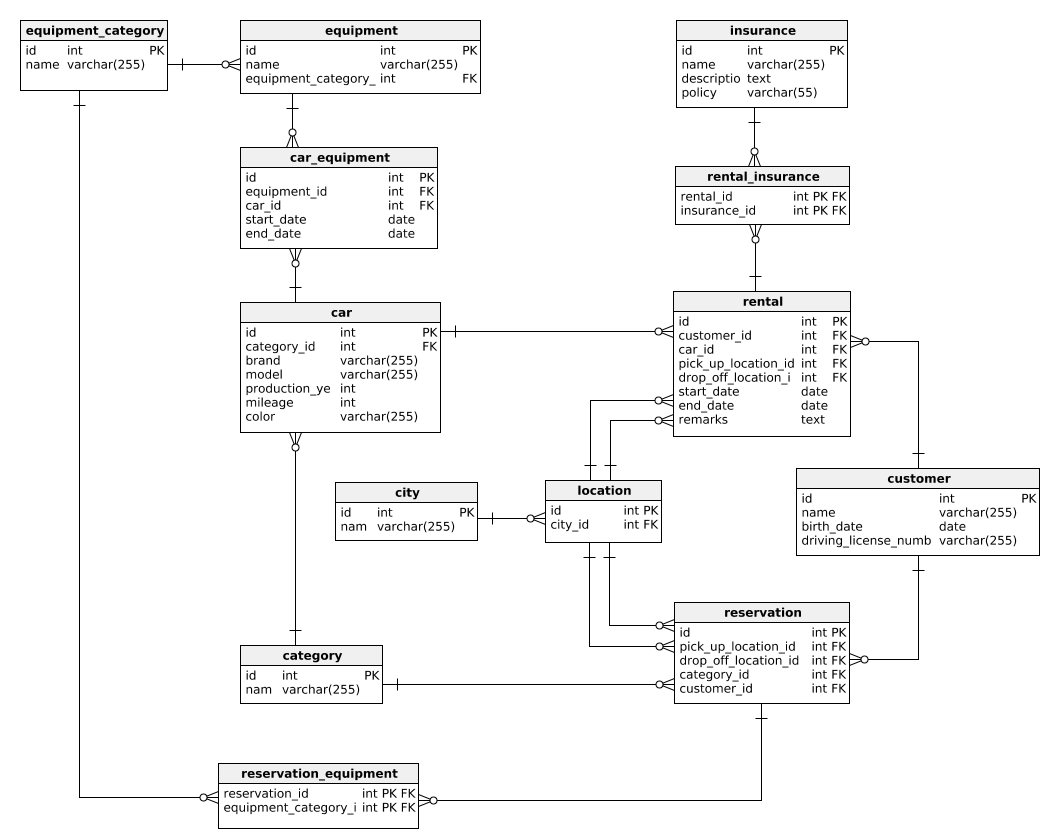 equipment_category
id int PK
name varchar(255)
equipment
id int PK
name varchar(255)
equipment_category_ int FK
insurance
id int PK
name varchar(255)
descriptio text
policy varchar(55)
car_equipment
id int PK
equipment_id int FK
car_id int FK
start_date date
end_date date
rental_insurance
rental_id int PK FK
insurance_id int PK FK
car
id int PK
category_id int FK
brand varchar(255)
model varchar(255)
production_ye int
mileage int
color varchar(255)
rental
id int PK
customer_id int FK
car_id int FK
pick_up_location_id int FK
drop_off_location_i int FK
start_date date
end_date date
remarks text
city
id int PK
nam varchar(255)
location
id int PK
city_id int FK
customer
id int PK
name varchar(255)
birth_date date
driving_license_numb varchar(255)
category
id int PK
nam varchar(255)
reservation
id int PK
pick_up_location_id int FK
drop_off_location_id int FK
category_id int FK
customer_id int FK
reservation_equipment
reservation_id int PK FK
equipment_category_i int PK FK